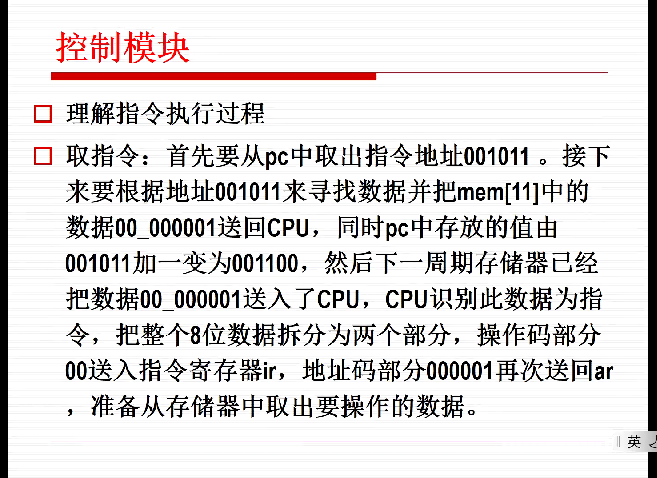 控制模块
理解指令执行过程
取指令：首先要从pc中取出指令地址001011 。接下
来要根据地址001011来寻找数据并把mem[11]中的
数据00_000001送回CPU，同时pc中存放的值由
001011加一变为001100，然后下一周期存储器已经
把数据00_000001送入了CPU，CPU识别此数据为指
令，把整个8位数据拆分为两个部分，操作码部分
00送入指令寄存器ir，地址码部分000001再次送回ar
，准备从存储器中取出要操作的数据。
英